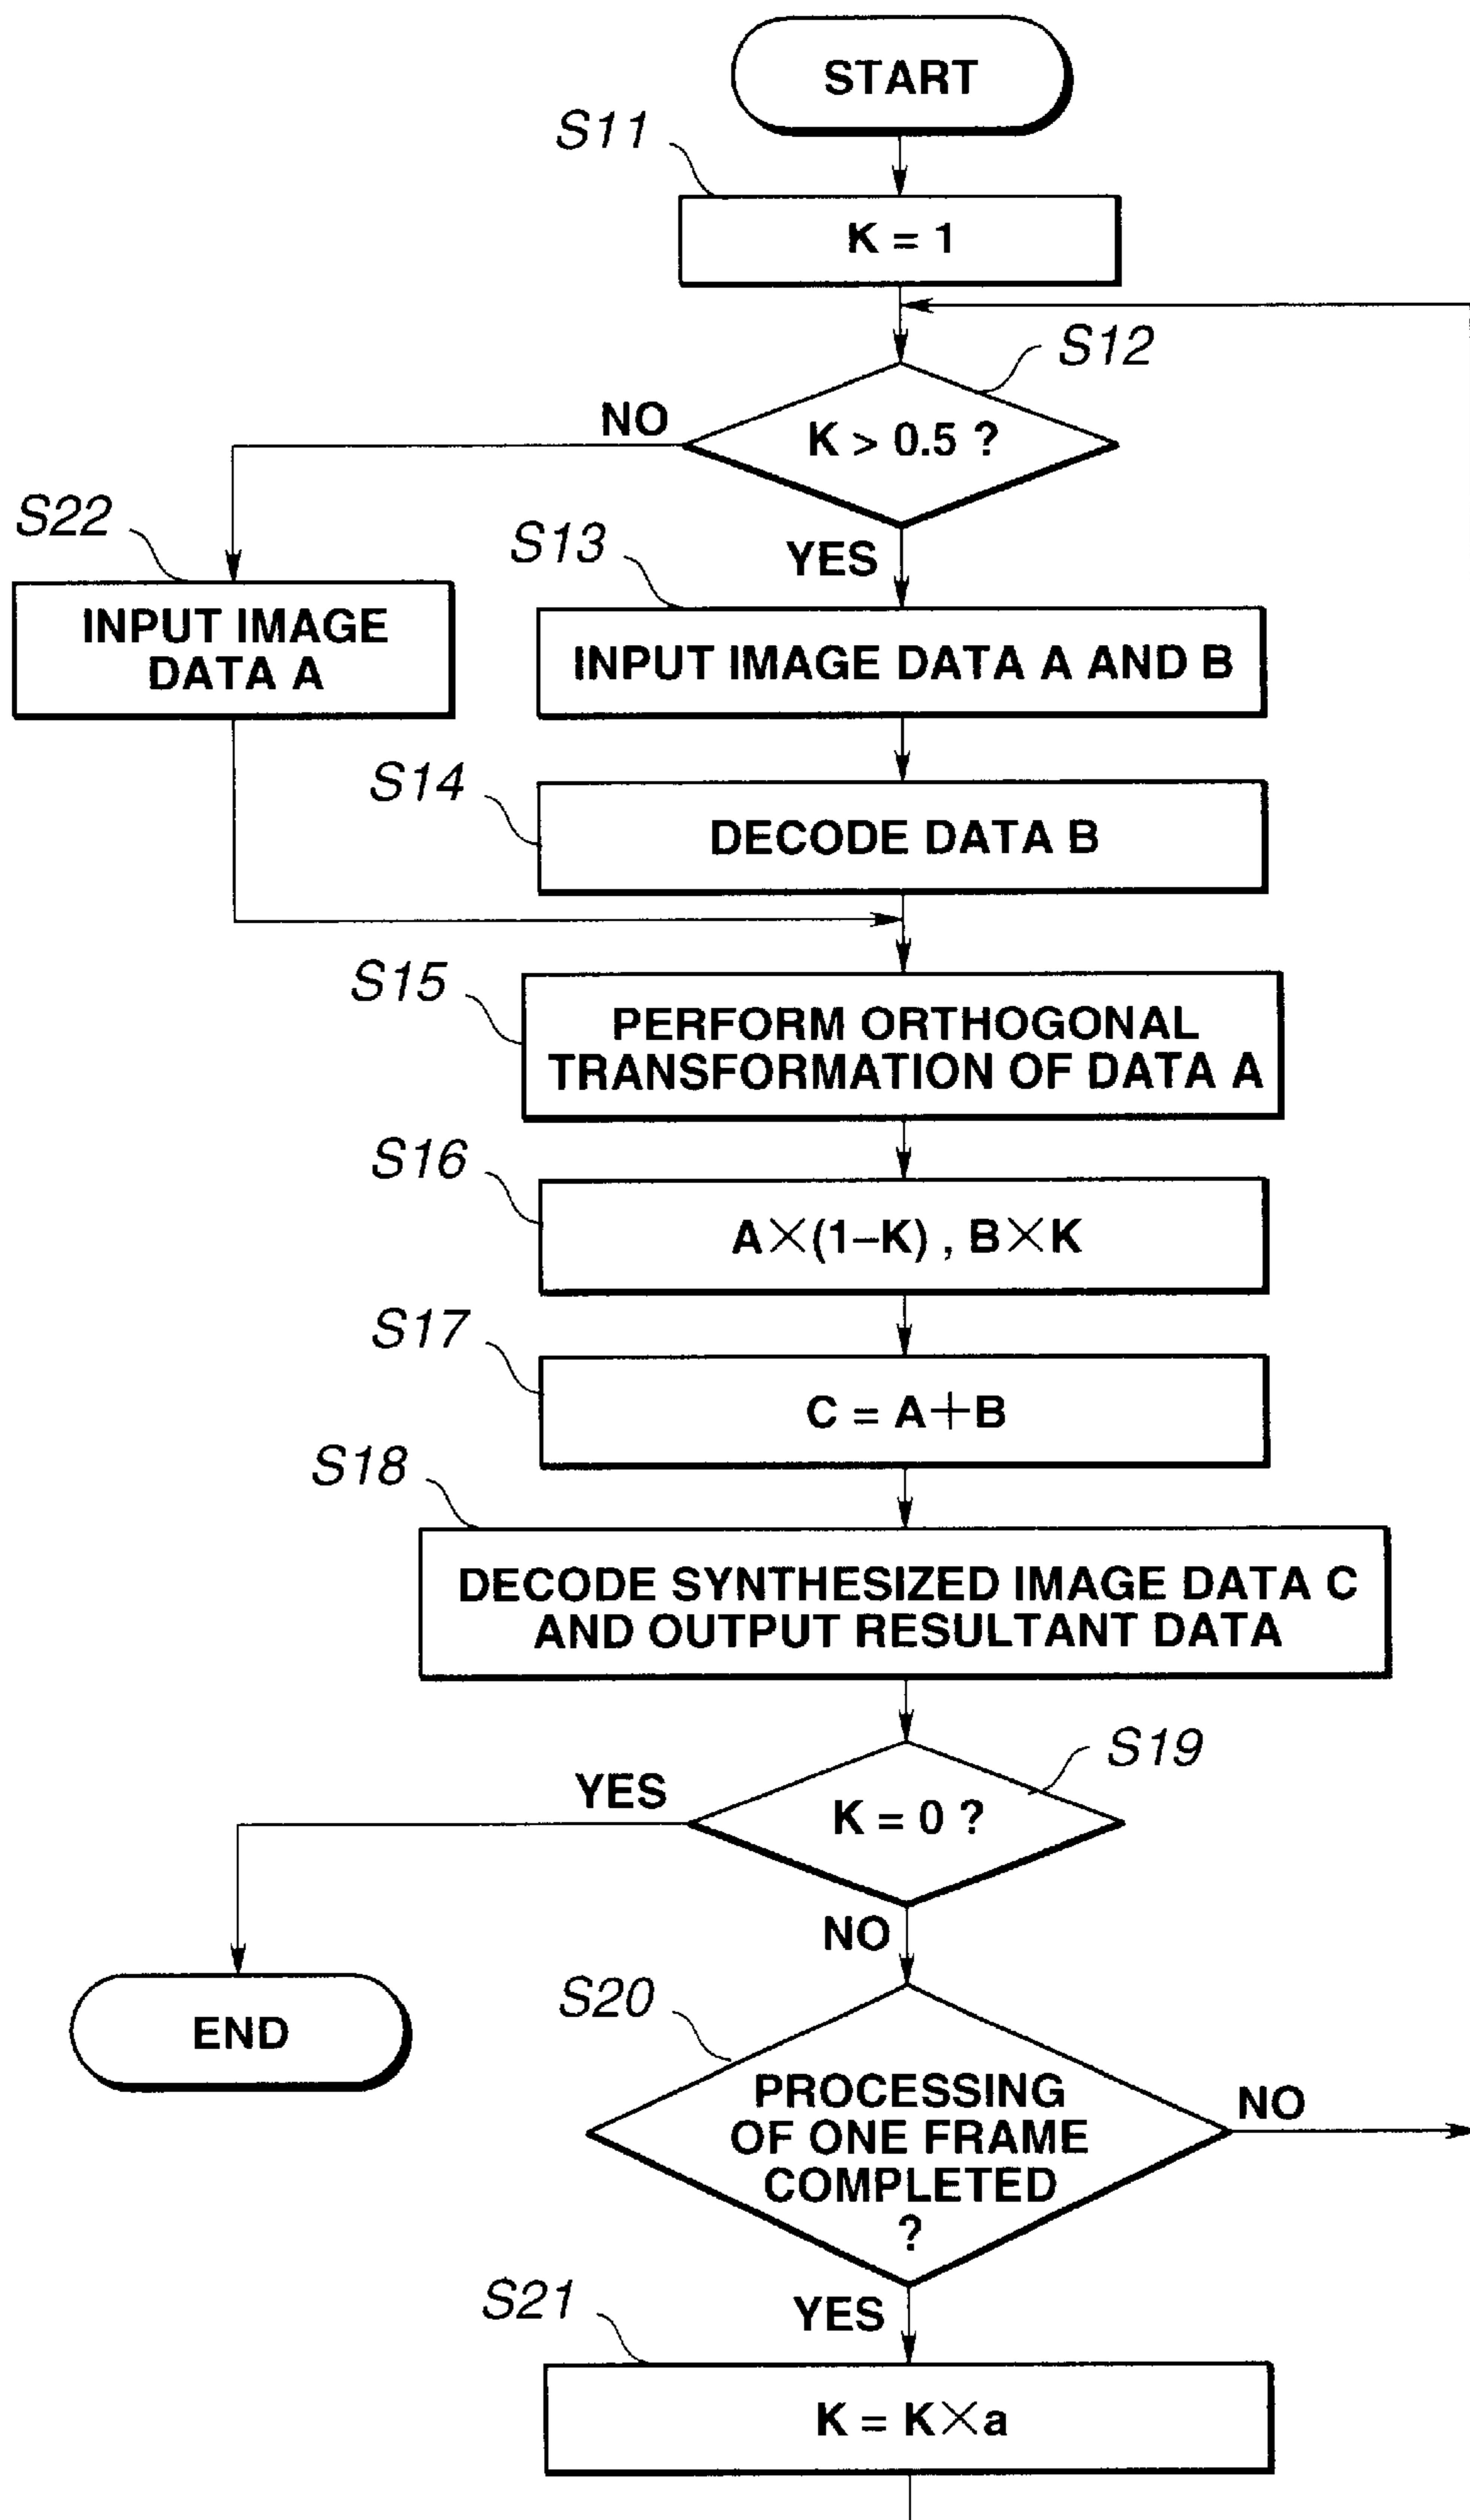 START
S11
K = 1
S12
K > 0.5 ?
NO
YES
S22
INPUT IMAGE
DATA A
S13
INPUT IMAGE DATA A AND B
S14
DECODE DATA B
S15
PERFORM ORTHOGONAL
TRANSFORMATION OF DATA A
S16
A×(1–K) , B×K
S17
C = A+B
S18
DECODE SYNTHESIZED IMAGE DATA C
AND OUTPUT RESULTANT DATA
S19
K = 0 ?
YES
NO
END
S20
PROCESSING
OF ONE FRAME
COMPLETED
?
NO
YES
S21
K = K×a